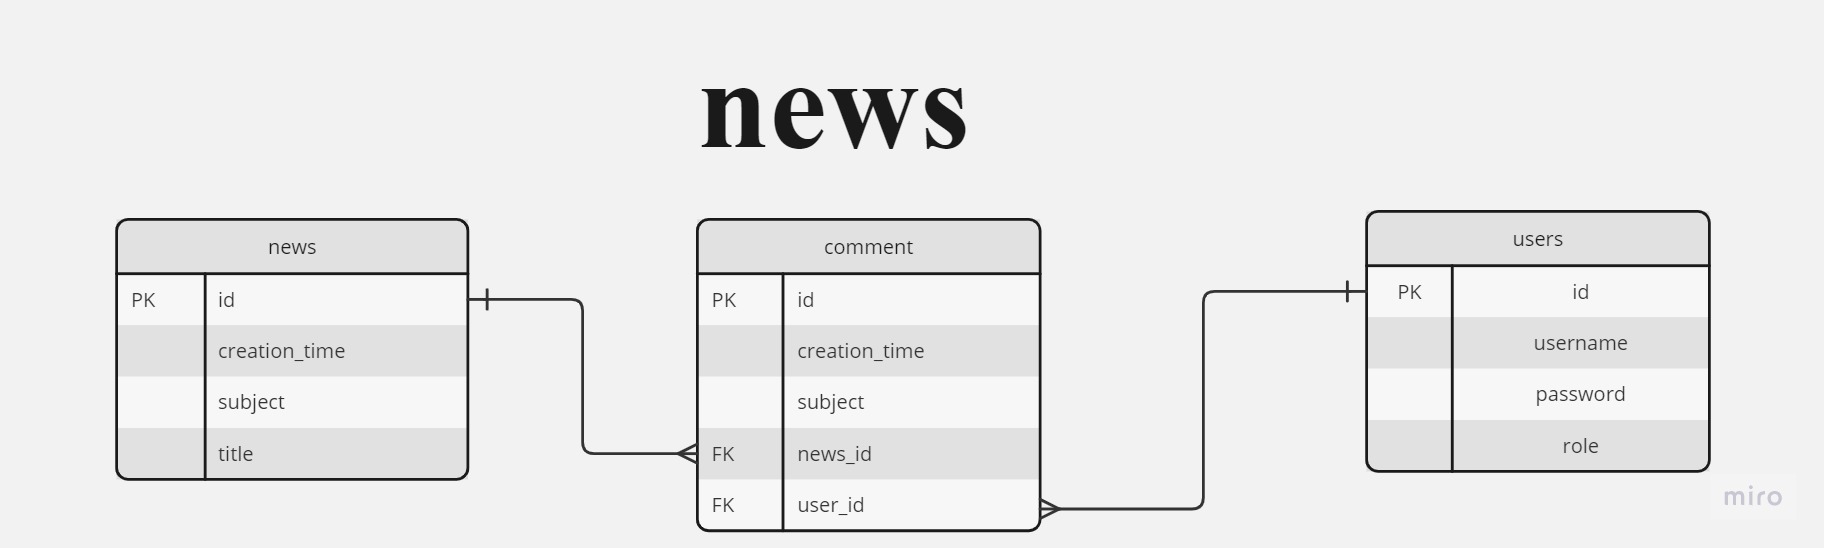 news
news
PK id
creation_time
subject
title
comment
PK id
creation_time
subject
FK news_id
FK user_id
users
PK id
username
password
role
miro